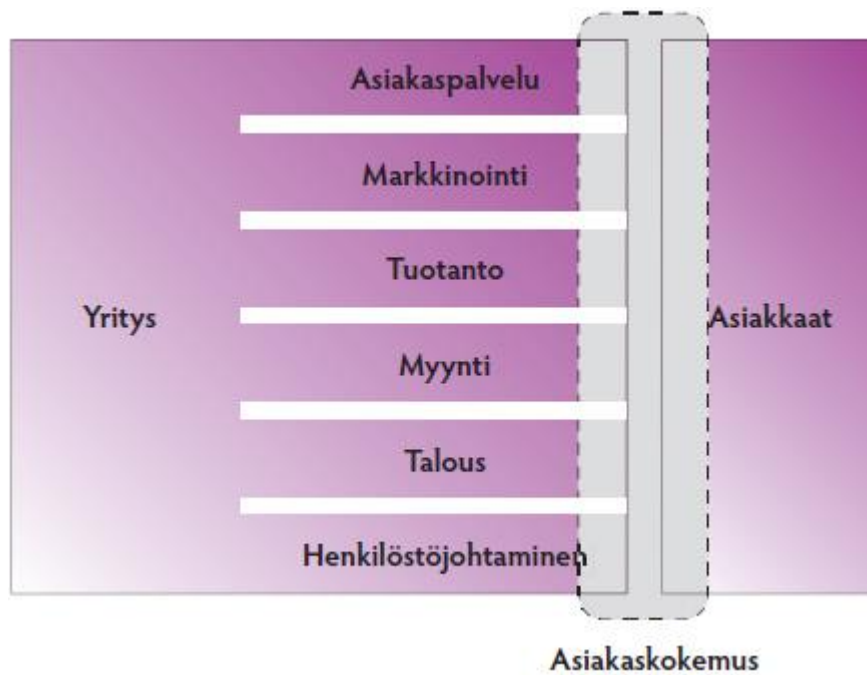 Asiakaspalvelu
Markkinointi
Tuotanto
Yritys
Asiakkaat
Myynti
Talous
Henkilöstöjohtaminen
Asiakaskokemus